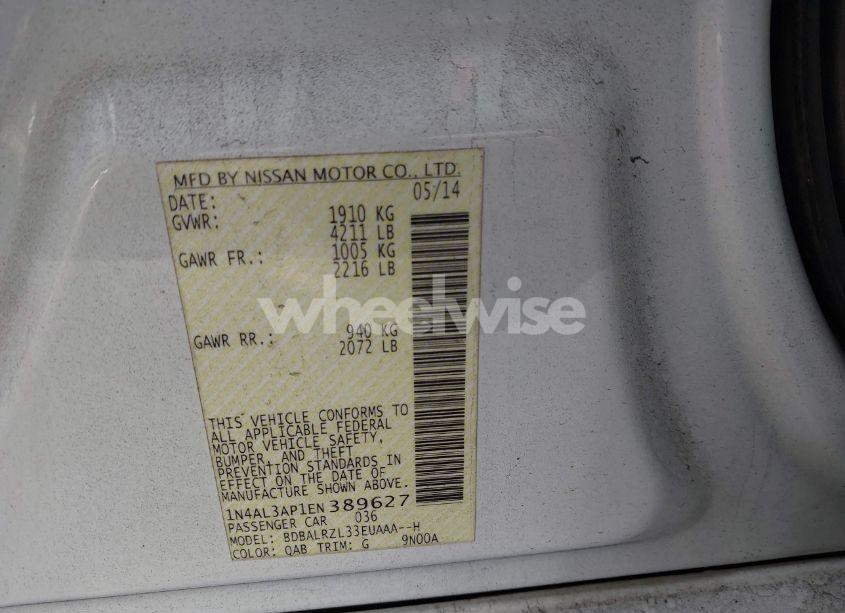 MFD BY NISSAN MOTOR CO., LTD.
DATE: 05/14
GVWR: 1910 KG
4211 LB
GAWR FR.: 1005 KG
2216 LB
wheelwise
GAWR RR.: 940 KG
2072 LB
THIS VEHICLE CONFORMS TO
ALL APPLICABLE FEDERAL
MOTOR VEHICLE SAFETY,
BUMPER, AND THEFT
PREVENTION STANDARDS IN
EFFECT ON THE DATE OF
MANUFACTURE SHOWN ABOVE.
1N4AL3AP1EN389627
PASSENGER CAR 036
MODEL: BDBALRZL33EUAAA--H
COLOR: QAB TRIM: G 9N00A